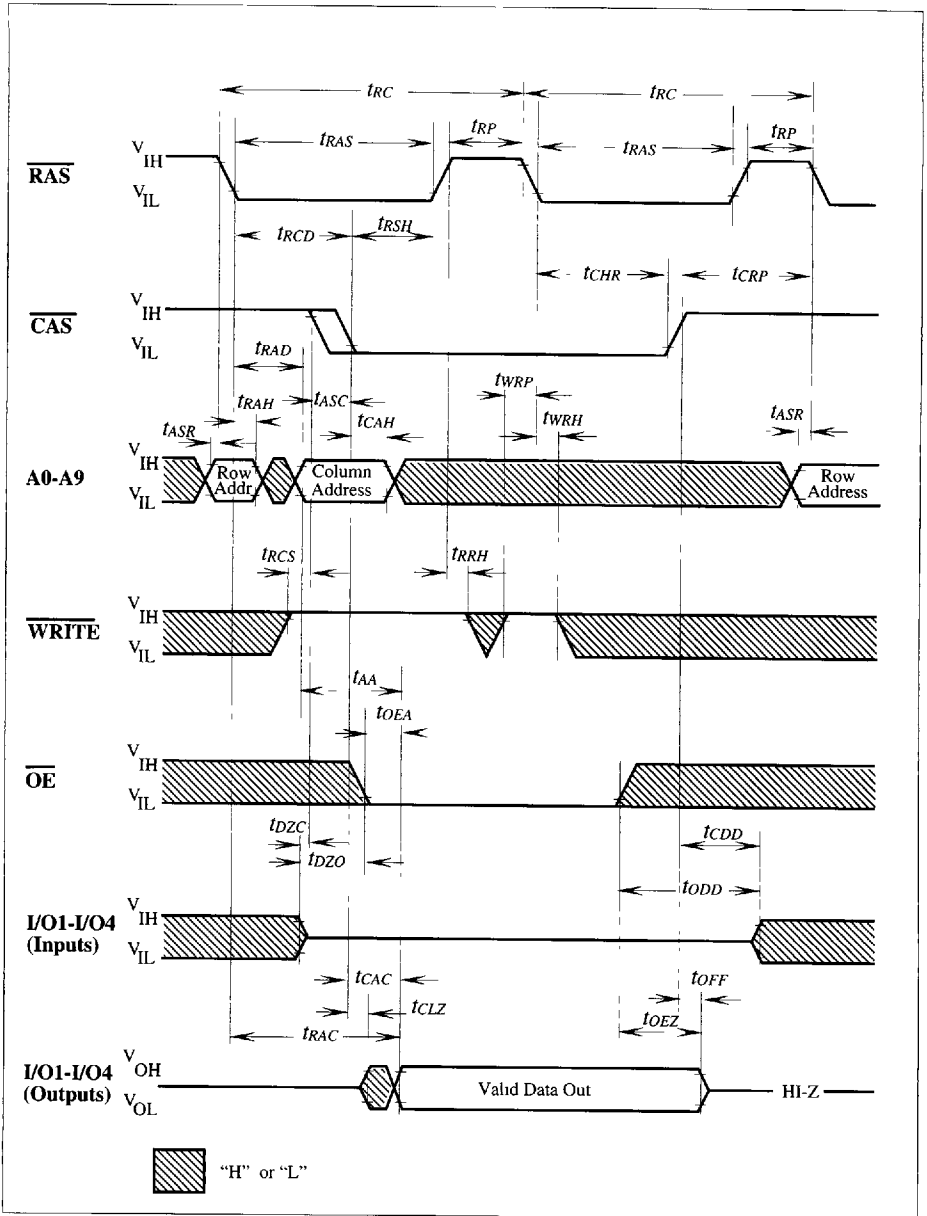 tRC tRC
tRAS tRP tRAS tRP
RAS VIH
VIL
tRCD tRSH
tCHR tCRP
CAS VIH
VIL
tRAD
tASC tWRP
tRAH tCAH tWRH
tASR tASR
A0-A9 VIH
VIL
Row Addr
Column Address
Row Address
tRCS tRRH
WRITE VIH
VIL
tAA
tOEA
OE VIH
VIL
tDZC tCDD
tDZO
tODD
I/O1-I/O4 (Inputs) VIH
VIL
tCAC tOFF
tCLZ
tOEZ
tRAC
I/O1-I/O4 (Outputs) VOH
VOL
Valid Data Out
HI-Z
"H" or "L"